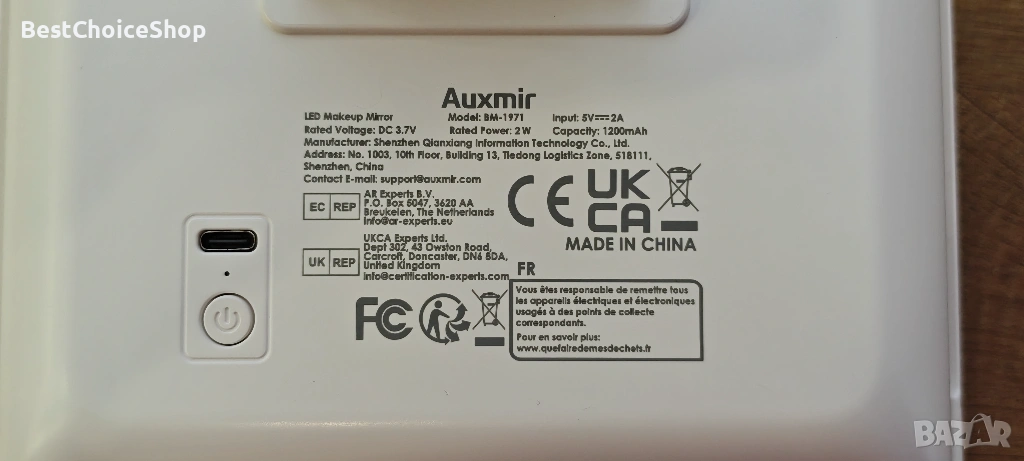 BestChoiceShop
Auxmir
LED Makeup Mirror Model: BM-1971 Input: 5V⎓2A
Rated Voltage: DC 3.7V Rated Power: 2W Capacity: 1200mAh
Manufacturer: Shenzhen Qianxiang Information Technology Co., Ltd.
Address: No. 1003, 10th Floor, Building 13, Tiedong Logistics Zone, 518111,
Shenzhen, China
Contact E-mail: support@auxmir.com
EC REP
AR Experts B.V.
P.O. Box 5047, 3620 AA
Breukelen, The Netherlands
info@ar-experts.eu
CE
UK
CA
MADE IN CHINA
UK REP
UKCA Experts Ltd.
Dept 302, 43 Owston Road,
Carcroft, Doncaster, DN6 8DA,
United Kingdom
info@certification-experts.com
FC
FR
Vous êtes responsable de remettre tous
les appareils électriques et électroniques
usagés à des points de collecte
correspondants.
Pour en savoir plus:
www.quefairedemesdechets.fr
BAZAR